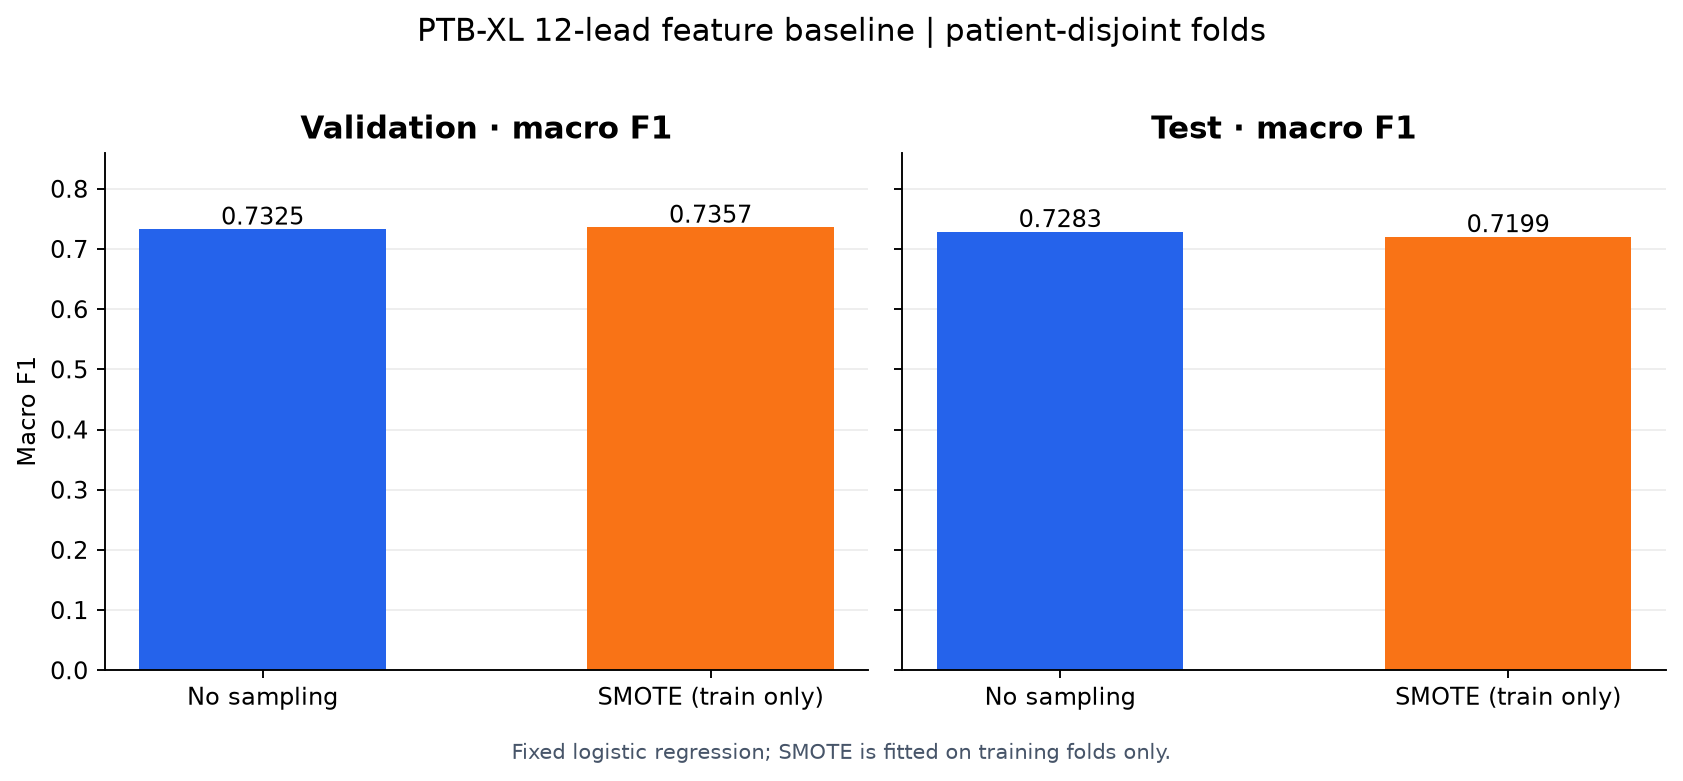 PTB-XL 12-lead feature baseline | patient-disjoint folds
Validation · macro F1
Macro F1
0.8
0.7
0.6
0.5
0.4
0.3
0.2
0.1
0.0
0.7325
0.7357
No sampling
SMOTE (train only)
Test · macro F1
0.7283
0.7199
No sampling
SMOTE (train only)
Fixed logistic regression; SMOTE is fitted on training folds only.